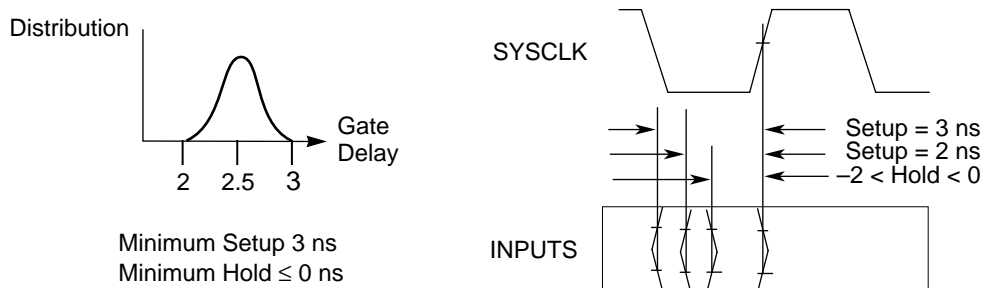 Distribution
Gate
Delay
2
2.5
3
Minimum Setup 3 ns
Minimum Hold ≤ 0 ns
SYSCLK
Setup = 3 ns
Setup = 2 ns
–2 < Hold < 0
INPUTS